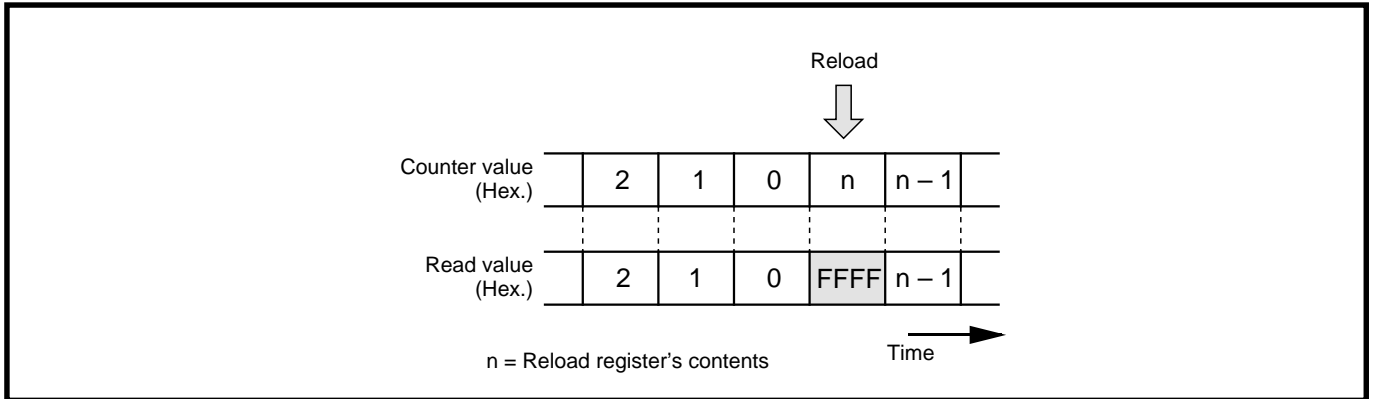 Reload
Counter value
(Hex.)
2 1 0 n n – 1
Read value
(Hex.)
2 1 0 FFFF n – 1
Time
n = Reload register's contents